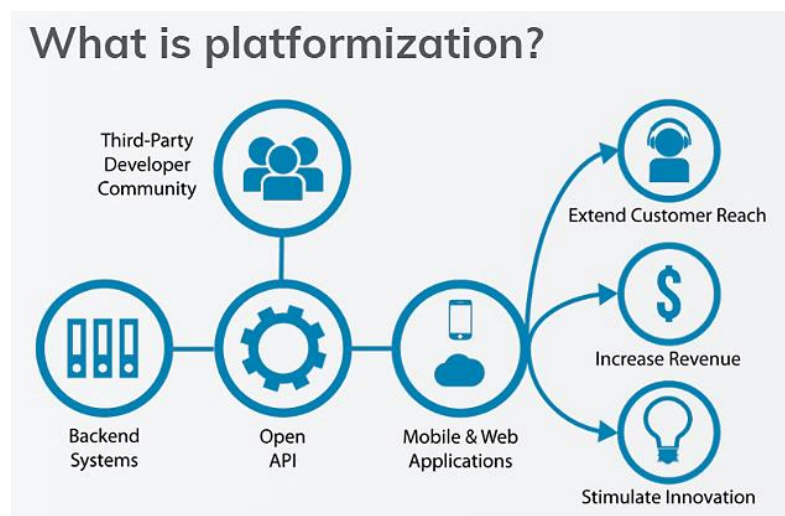 What is platformization?
Third-Party
Developer
Community
Extend Customer Reach
$
Increase Revenue
Backend
Systems
Open
API
Mobile & Web
Applications
Stimulate Innovation